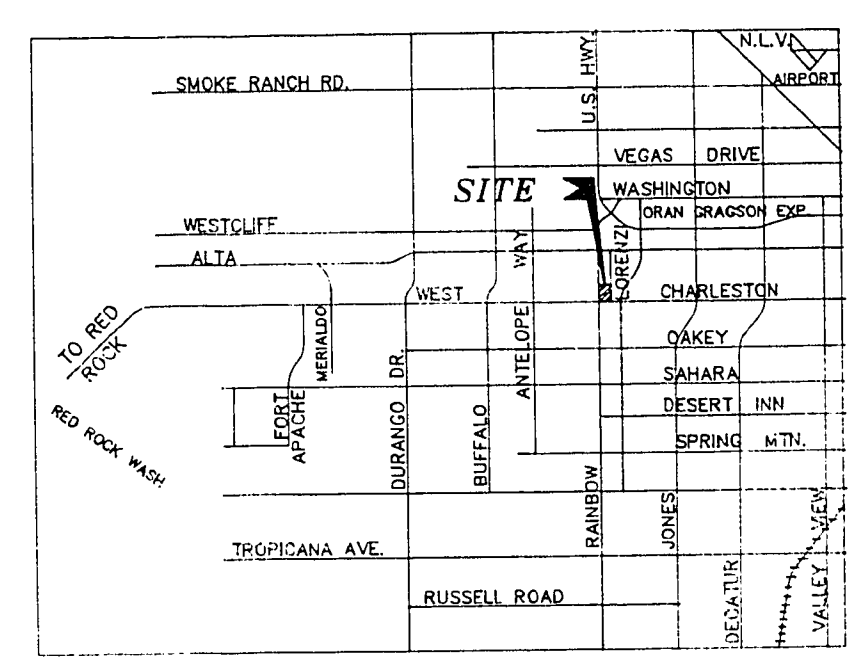 N.L.V.
AIRPORT
SMOKE RANCH RD.
U.S. HWY.
VEGAS DRIVE
SITE
WASHINGTON
ORAN GRAGSON EXP.
WESTCLIFF
ALTA
WAY
LORENZI
WEST
CHARLESTON
TO RED
ROCK
MERIALDO
ANTELOPE
OAKEY
DR.
SAHARA
DESERT INN
FORT
APACHE
RED ROCK WASH
DURANGO
BUFFALO
SPRING MTN.
RAINBOW
JONES
VIEW
TROPICANA AVE.
DECATUR
VALLEY
RUSSELL ROAD